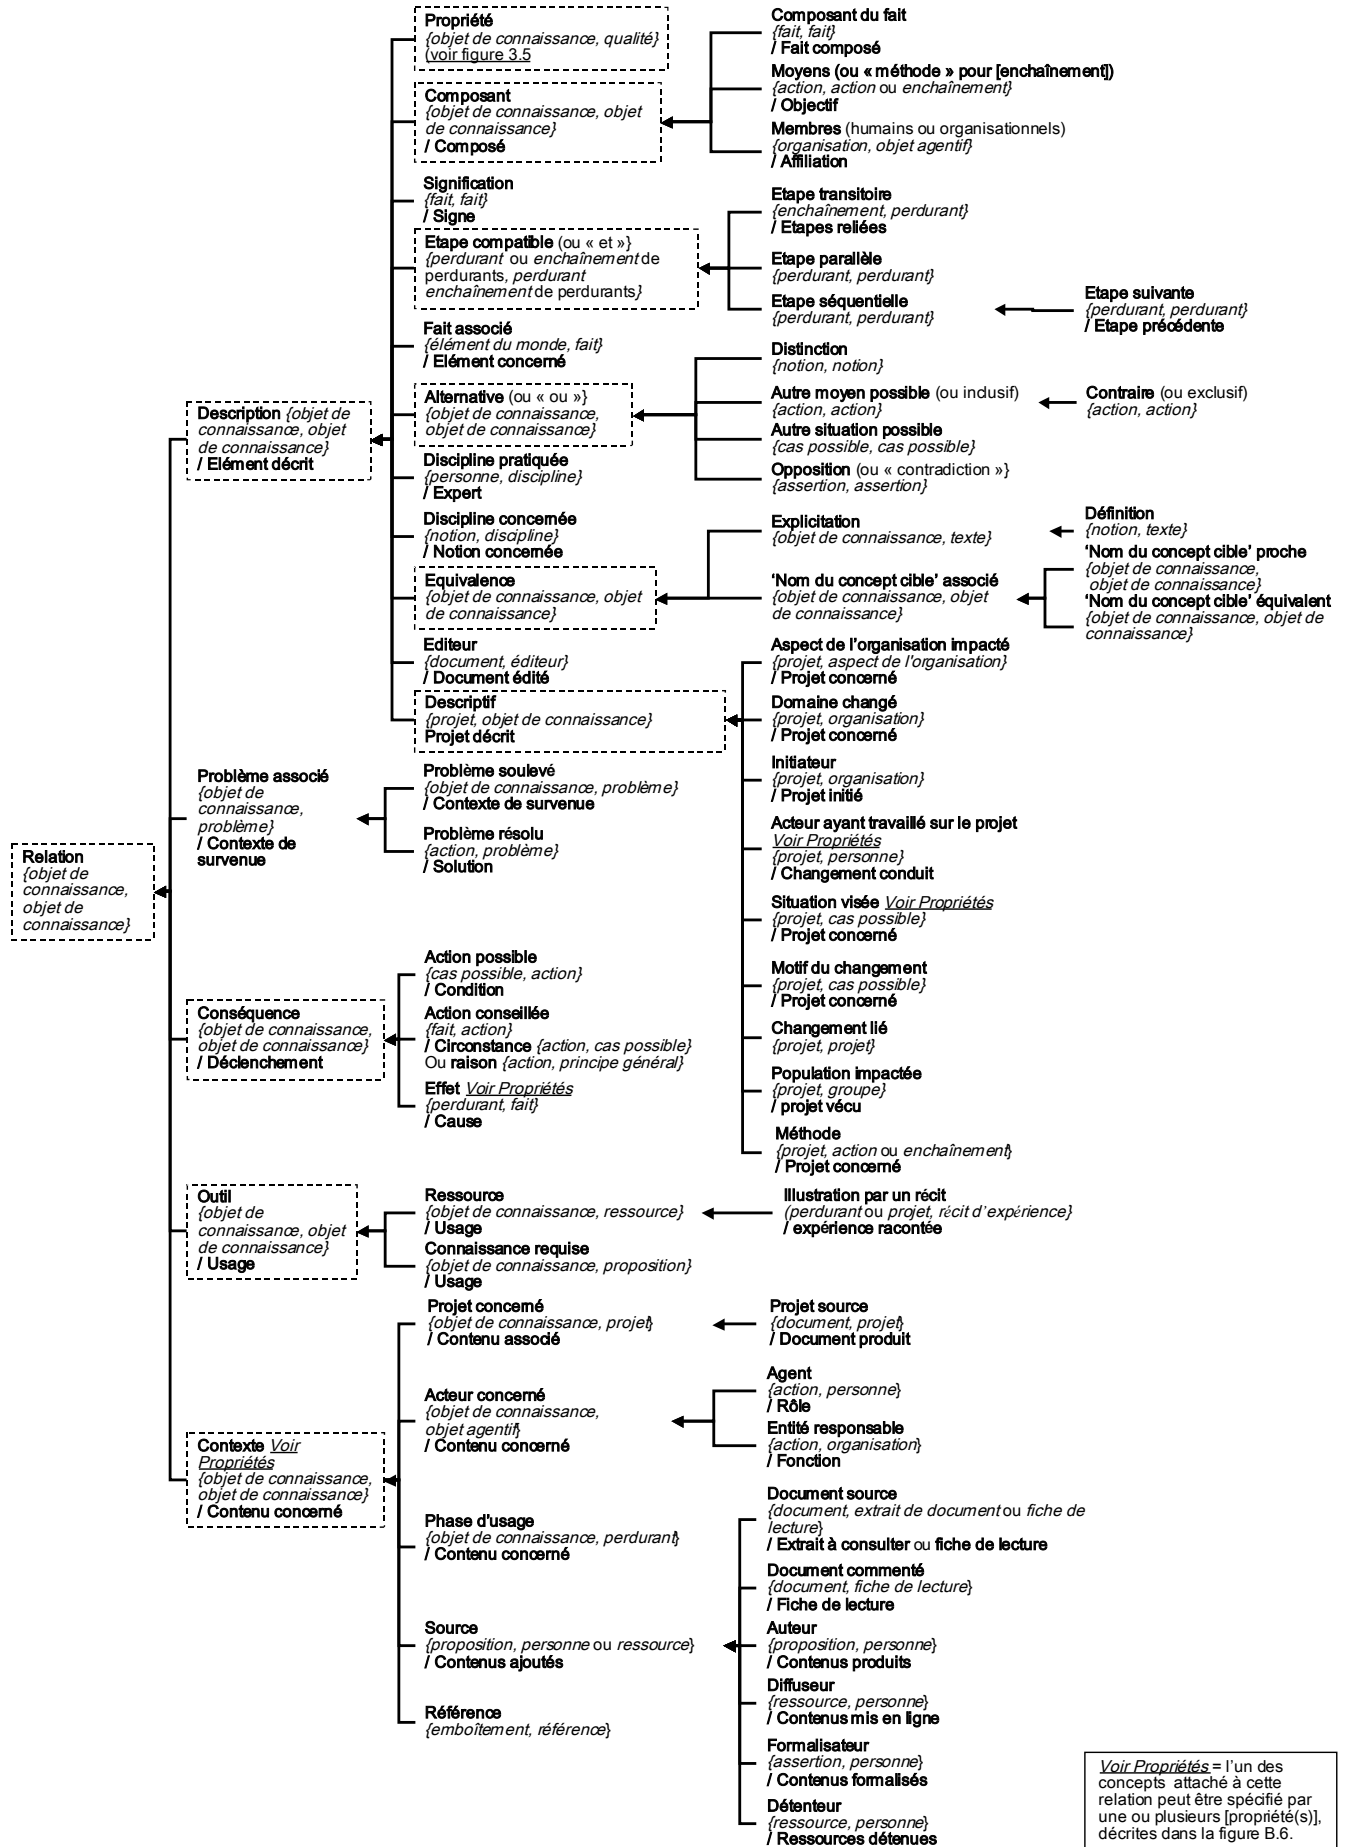 Propriété
{objet de connaissance, qualité}
(voir figure 3.5
Composant
{objet de connaissance, objet
de connaissance}
/ Composé
Composant du fait
{fait, fait}
/ Fait composé
Moyens (ou « méthode » pour [enchaînement])
{action, action ou enchaînement}
/ Objectif
Membres (humains ou organisationnels)
{organisation, objet agentif}
/ Affiliation
Signification
{fait, fait}
/ Signe
Etape compatible (ou « et »}
{perdurant ou enchaînement de
perdurants, perdurant
enchaînement de perdurants}
Etape transitoire
{enchaînement, perdurant}
/ Etapes reliées
Etape parallèle
{perdurant, perdurant}
Etape séquentielle
{perdurant, perdurant}
Etape suivante
{perdurant, perdurant}
/ Etape précédente
Fait associé
{élément du monde, fait}
/ Elément concerné
Alternative (ou « ou »}
{objet de connaissance,
objet de connaissance}
Distinction
{notion, notion}
Autre moyen possible (ou inclusif)
{action, action}
Contraire (ou exclusif)
{action, action}
Autre situation possible
{cas possible, cas possible}
Opposition (ou « contradiction »}
{assertion, assertion}
Description {objet de
connaissance, objet
de connaissance}
/ Elément décrit
Discipline pratiquée
{personne, discipline}
/ Expert
Discipline concernée
{notion, discipline}
/ Notion concernée
Equivalence
{objet de connaissance, objet
de connaissance}
Explicitation
{objet de connaissance, texte}
Définition
{notion, texte}
‘Nom du concept cible’ associé
{objet de connaissance, objet
de connaissance}
‘Nom du concept cible’ proche
{objet de connaissance,
objet de connaissance}
‘Nom du concept cible’ équivalent
{objet de connaissance, objet de
connaissance}
Editeur
{document, éditeur}
/ Document édité
Descriptif
{projet, objet de connaissance}
Projet décrit
Aspect de l’organisation impacté
{projet, aspect de l'organisation}
/ Projet concerné
Domaine changé
{projet, organisation}
/ Projet concerné
Initiateur
{projet, organisation}
/ Projet initié
Acteur ayant travaillé sur le projet
Voir Propriétés
{projet, personne}
/ Changement conduit
Situation visée Voir Propriétés
{projet, cas possible}
/ Projet concerné
Motif du changement
{projet, cas possible}
/ Projet concerné
Changement lié
{projet, projet}
Population impactée
{projet, groupe}
/ projet vécu
Méthode
{projet, action ou enchaînement}
/ Projet concerné
Problème associé
{objet de
connaissance,
problème}
/ Contexte de
survenue
Problème soulevé
{objet de connaissance, problème}
/ Contexte de survenue
Problème résolu
{action, problème}
/ Solution
Relation
{objet de
connaissance,
objet de
connaissance}
Conséquence
{objet de connaissance,
objet de connaissance}
/ Déclenchement
Action possible
{cas possible, action}
/ Condition
Action conseillée
{fait, action}
/ Circonstance {action, cas possible}
Ou raison {action, principe général}
Effet Voir Propriétés
{perdurant, fait}
/ Cause
Outil
{objet de
connaissance, objet
de connaissance}
/ Usage
Ressource
{objet de connaissance, ressource}
/ Usage
Illustration par un récit
(perdurant ou projet, récit d’expérience}
/ expérience racontée
Connaissance requise
{objet de connaissance, proposition}
/ Usage
Contexte Voir
Propriétés
{objet de connaissance,
objet de connaissance}
/ Contenu concerné
Projet concerné
{objet de connaissance, projet}
/ Contenu associé
Projet source
{document, projet}
/ Document produit
Acteur concerné
{objet de connaissance,
objet agentif}
/ Contenu concerné
Agent
{action, personne}
/ Rôle
Entité responsable
{action, organisation}
/ Fonction
Phase d’usage
{objet de connaissance, perdurant}
/ Contenu concerné
Source
{proposition, personne ou ressource}
/ Contenus ajoutés
Document source
{document, extrait de document ou fiche de
lecture}
/ Extrait à consulter ou fiche de lecture
Document commenté
{document, fiche de lecture}
/ Fiche de lecture
Auteur
{proposition, personne}
/ Contenus produits
Diffuseur
{ressource, personne}
/ Contenus mis en ligne
Formalisateur
{assertion, personne}
/ Contenus formalisés
Détenteur
{ressource, personne}
/ Ressources détenues
Référence
{emboîtement, référence}
Voir Propriétés = l’un des
concepts attaché à cette
relation peut être spécifié par
une ou plusieurs [propriété(s)],
décrites dans la figure B.6.